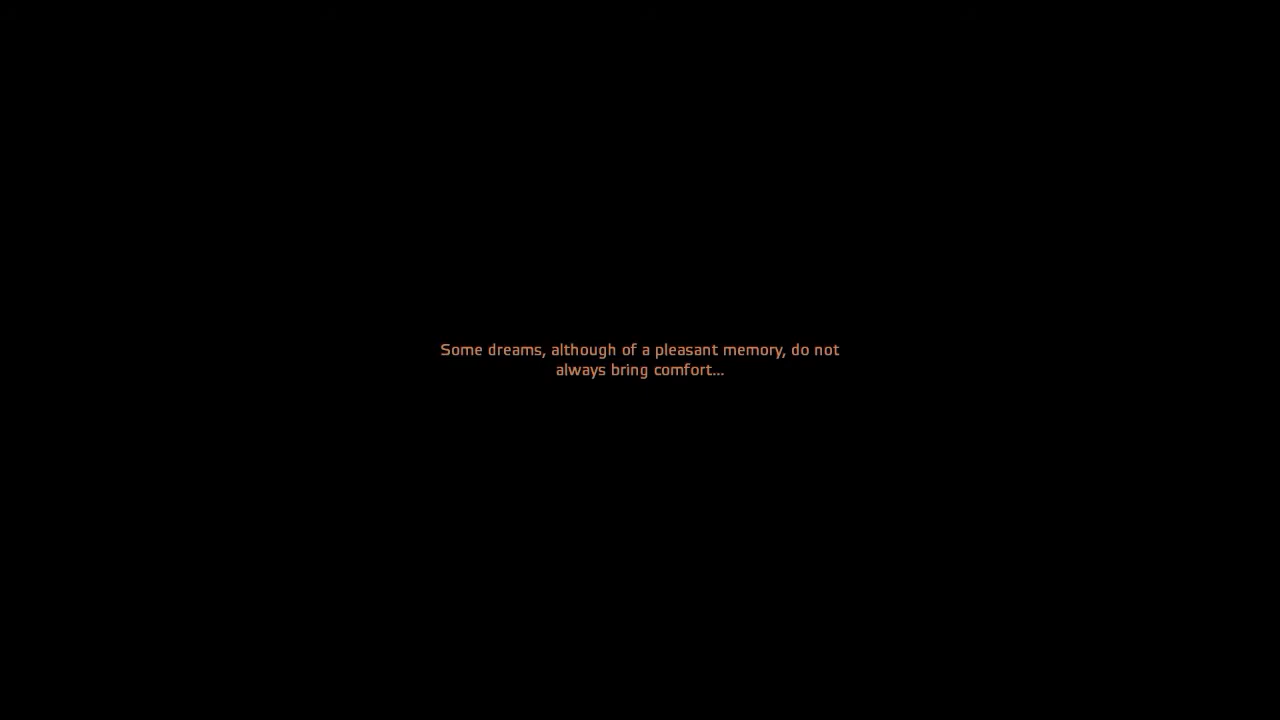 Some dreams, although of a pleasant memory, do not
always bring comfort...